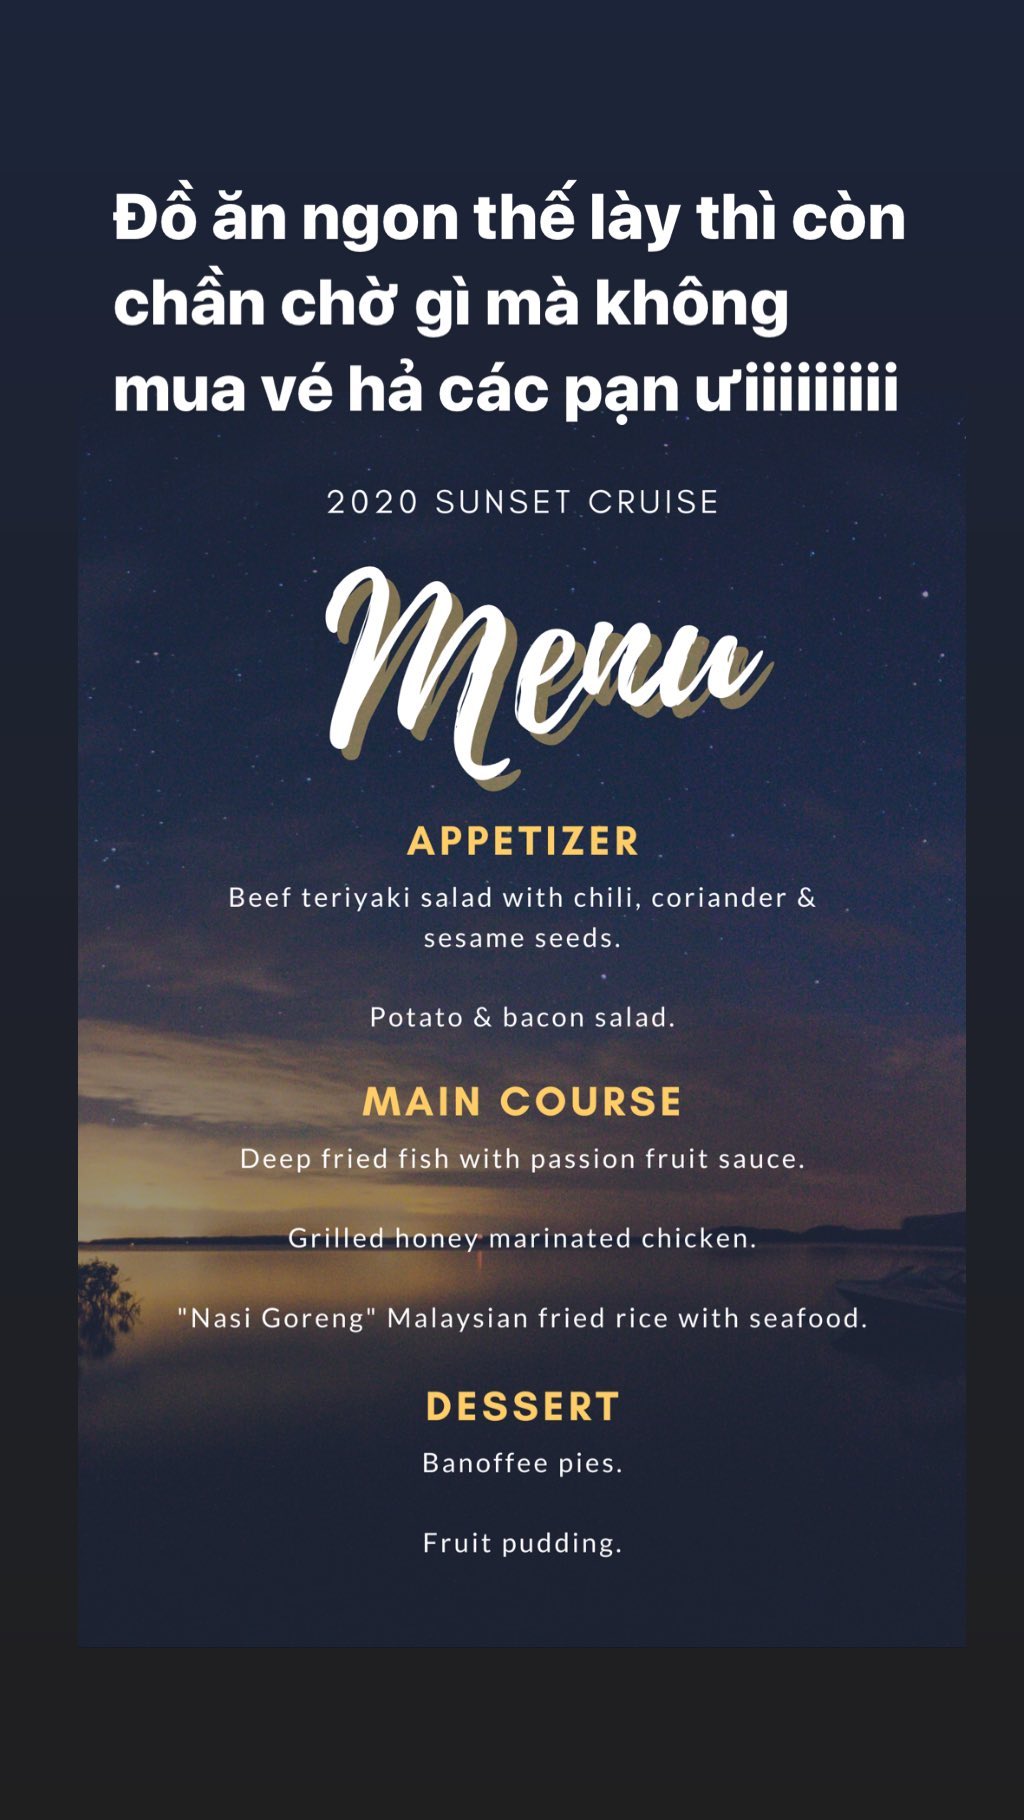 Đồ ăn ngon thế lày thì còn
chần chờ gì mà không
mua vé hả các pạn ưiiiiiiiii
2020 SUNSET CRUISE
Menu
APPETIZER
Beef teriyaki salad with chili, coriander &
sesame seeds.
Potato & bacon salad.
MAIN COURSE
Deep fried fish with passion fruit sauce.
Grilled honey marinated chicken.
"Nasi Goreng" Malaysian fried rice with seafood.
DESSERT
Banoffee pies.
Fruit pudding.